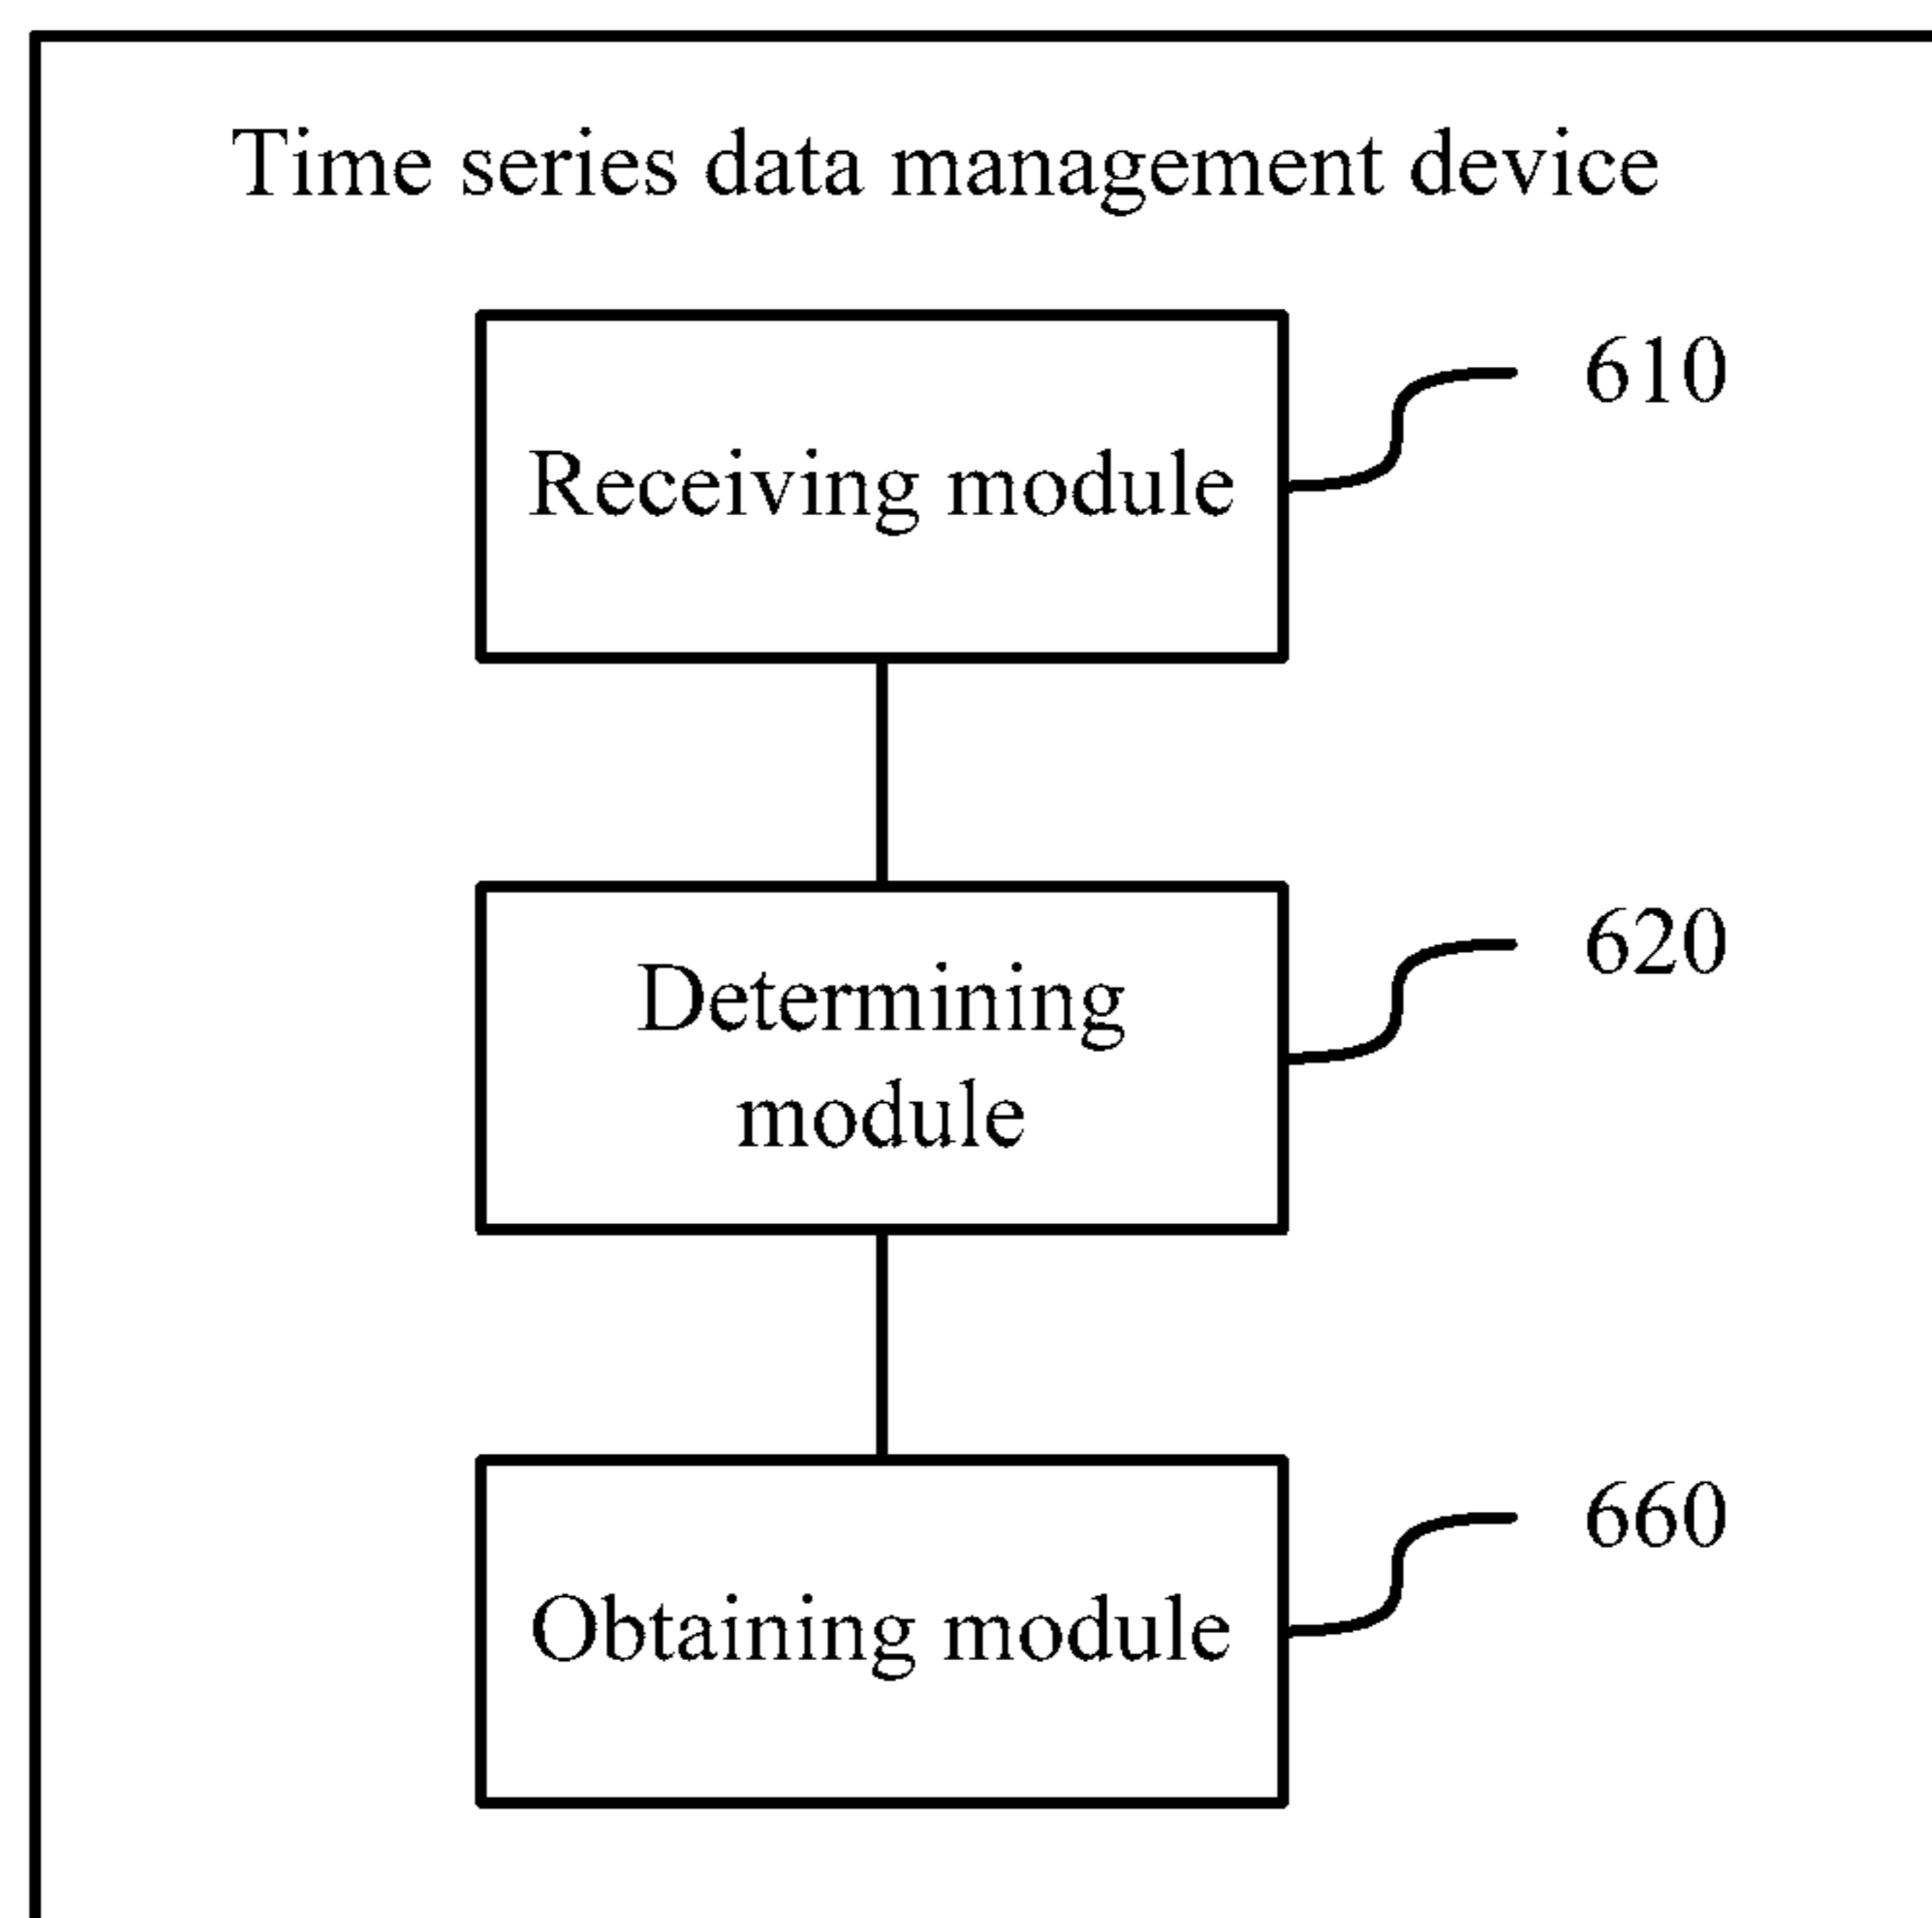 Time series data management device
Receiving module
610
Determining
module
620
Obtaining module
660